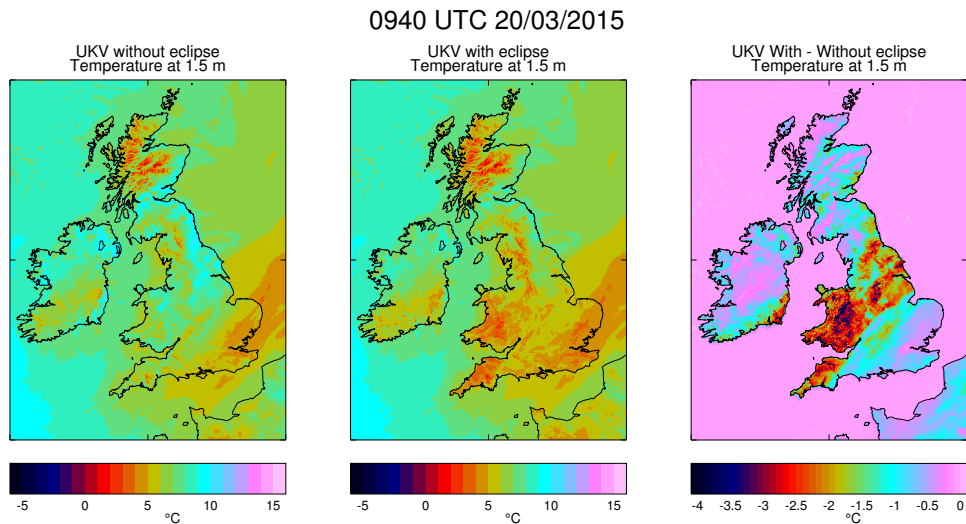 0940 UTC 20/03/2015
UKV without eclipse
Temperature at 1.5 m
UKV with eclipse
Temperature at 1.5 m
UKV With - Without eclipse
Temperature at 1.5 m
-5 0 5 10 15
°C
-5 0 5 10 15
°C
-4 -3.5 -3 -2.5 -2 -1.5 -1 -0.5 0
°C